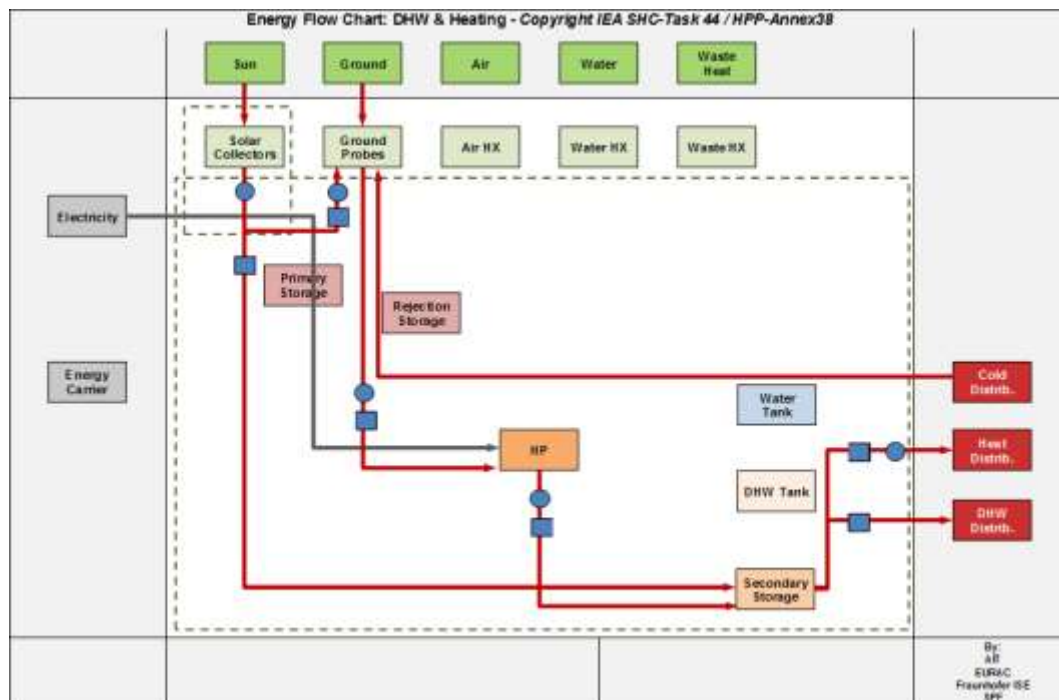 Energy Flow Chart: DHW & Heating - Copyright IEA SHC-Task 44 / HPP-Annex38
Sun
Ground
Air
Water
Waste
Heat
Solar
Collectors
Ground
Probes
Air HX
Water HX
Waste HX
Electricity
Primary
Storage
Rejection
Storage
Energy
Carrier
Cold
Distrib.
Water
Tank
HP
Heat
Distrib.
DHW Tank
DHW
Distrib.
Secondary
Storage
By:
AIT
EURAC
Fraunhofer ISE
SPF